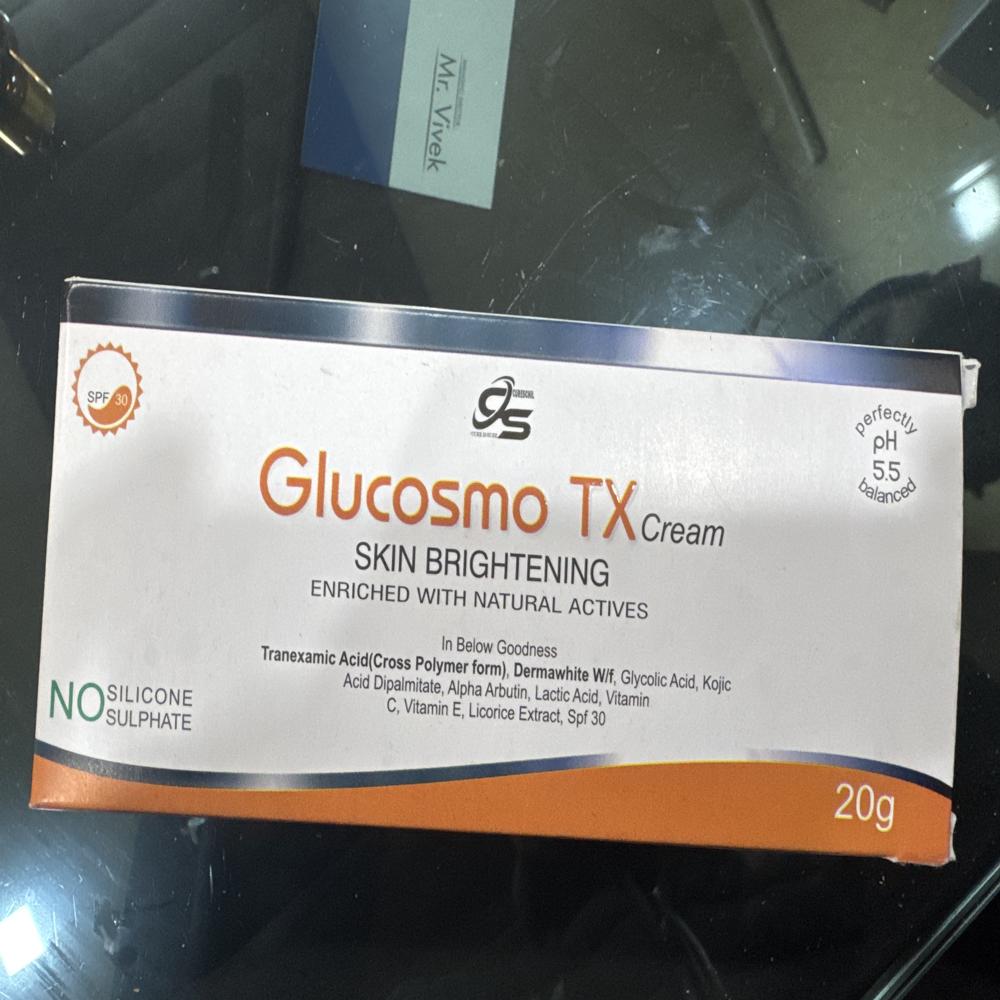 Mr. Vivek
SPF 30
CS
perfectly
pH
5.5
balanced
Glucosmo TX Cream
SKIN BRIGHTENING
ENRICHED WITH NATURAL ACTIVES
In Below Goodness
Tranexamic Acid(Cross Polymer form), Dermawhite W/f, Glycolic Acid, Kojic
Acid Dipalmitate, Alpha Arbutin, Lactic Acid, Vitamin
C, Vitamin E, Licorice Extract, Spf 30
NO SILICONE
SULPHATE
20g